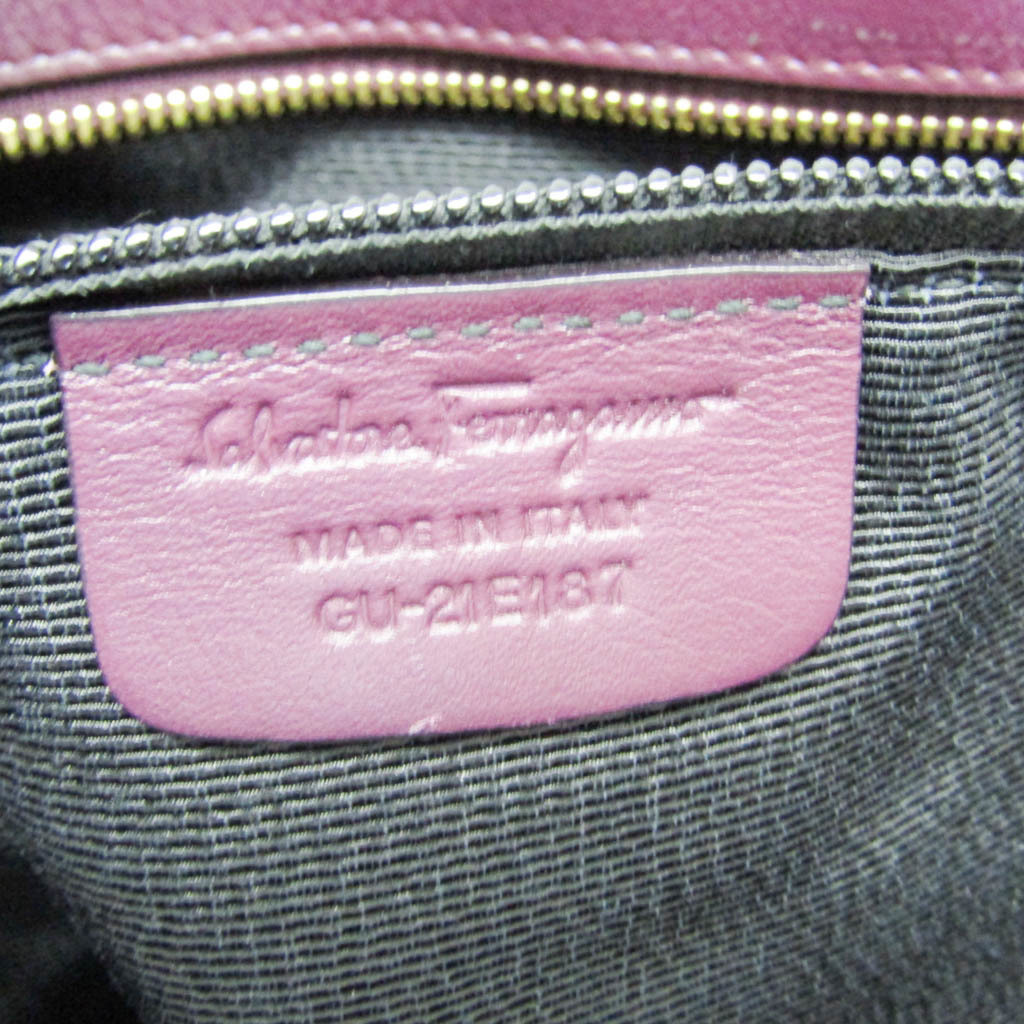 Salvatore Ferragamo
MADE IN ITALY
GU-21E187